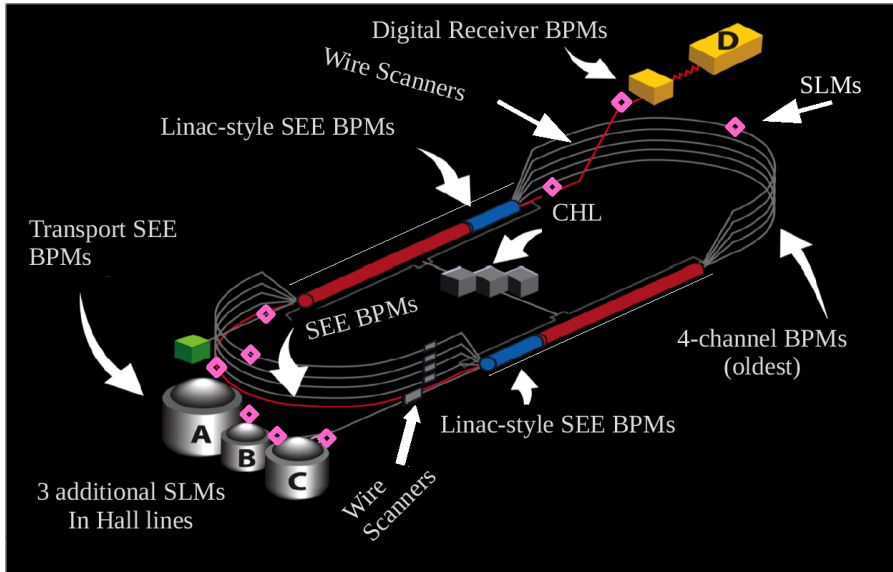 Digital Receiver BPMs
D
Wire Scanners
SLMs
Linac-style SEE BPMs
CHL
Transport SEE
BPMs
SEE BPMs
4-channel BPMs
(oldest)
A
B
C
Linac-style SEE BPMs
3 additional SLMs
In Hall lines
Wire
Scanners